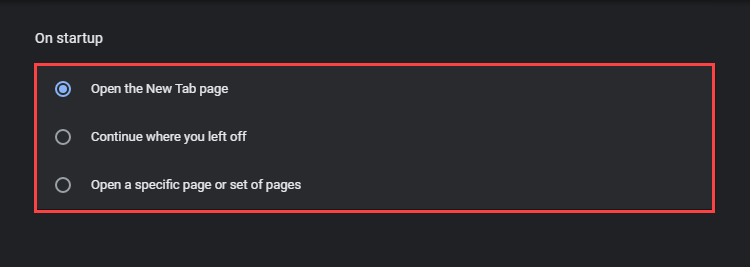 On startup
Open the New Tab page
Continue where you left off
Open a specific page or set of pages